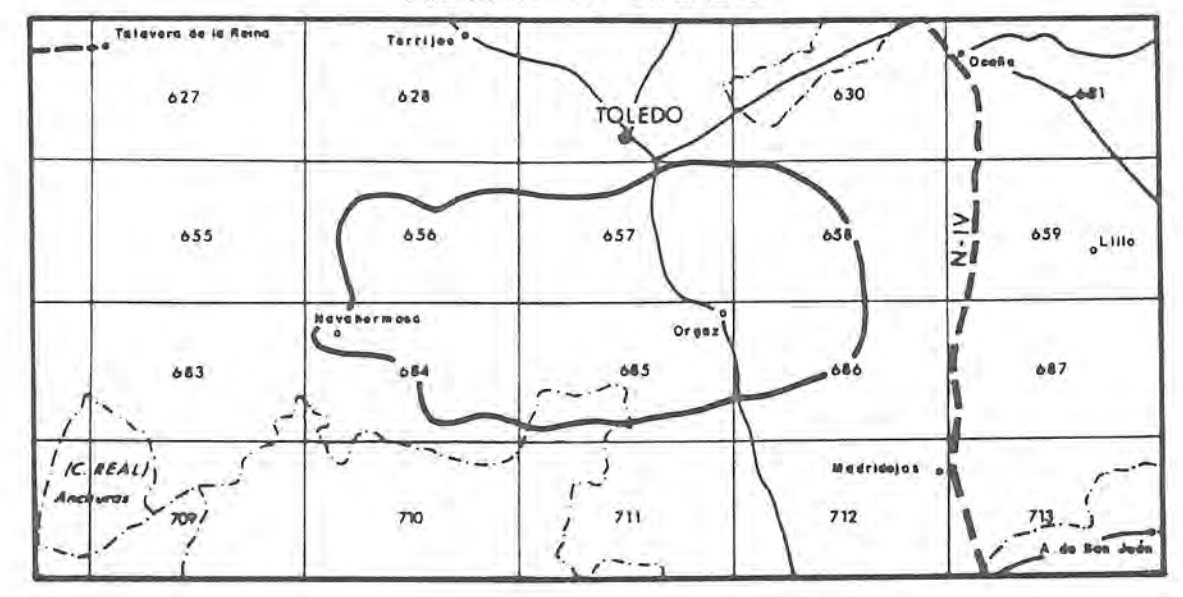 Talavera de la Reina
Torrijos
Ocaña
627
628
630
681
TOLEDO
655
656
657
658
659
Lillo
N-IV
Navahermosa
Orgaz
683
684
685
686
687
(C. REAL)
Anchuras
Madridejos
709
710
711
712
713
A. de San Juan